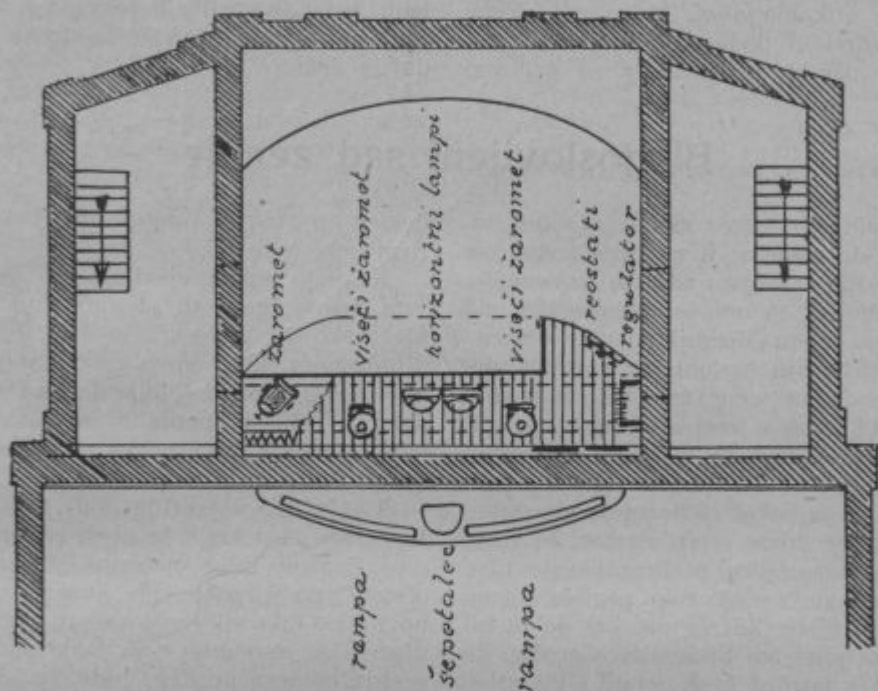 žaromet
viseči žaromet
horizontni lampi
viseči žaromet
reostati
regulator
rampa
šepetalec
rampa